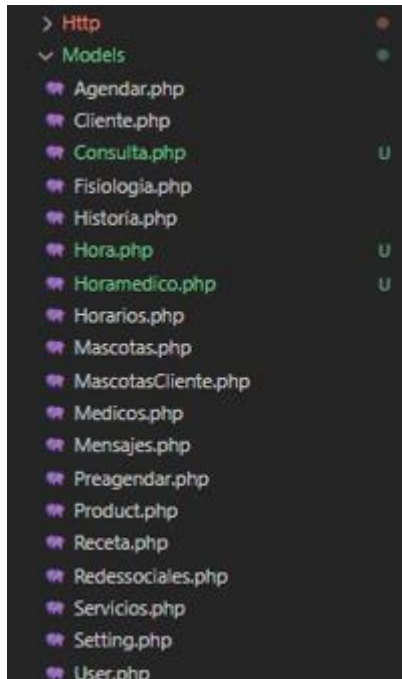 Http
Models
Agendar.php
Cliente.php
Consulta.php U
Fisiologia.php
Historia.php
Hora.php U
Horamedico.php U
Horarios.php
Mascotas.php
MascotasCliente.php
Medicos.php
Mensajes.php
Preagendar.php
Product.php
Receta.php
Redessociales.php
Servicios.php
Setting.php
User.php